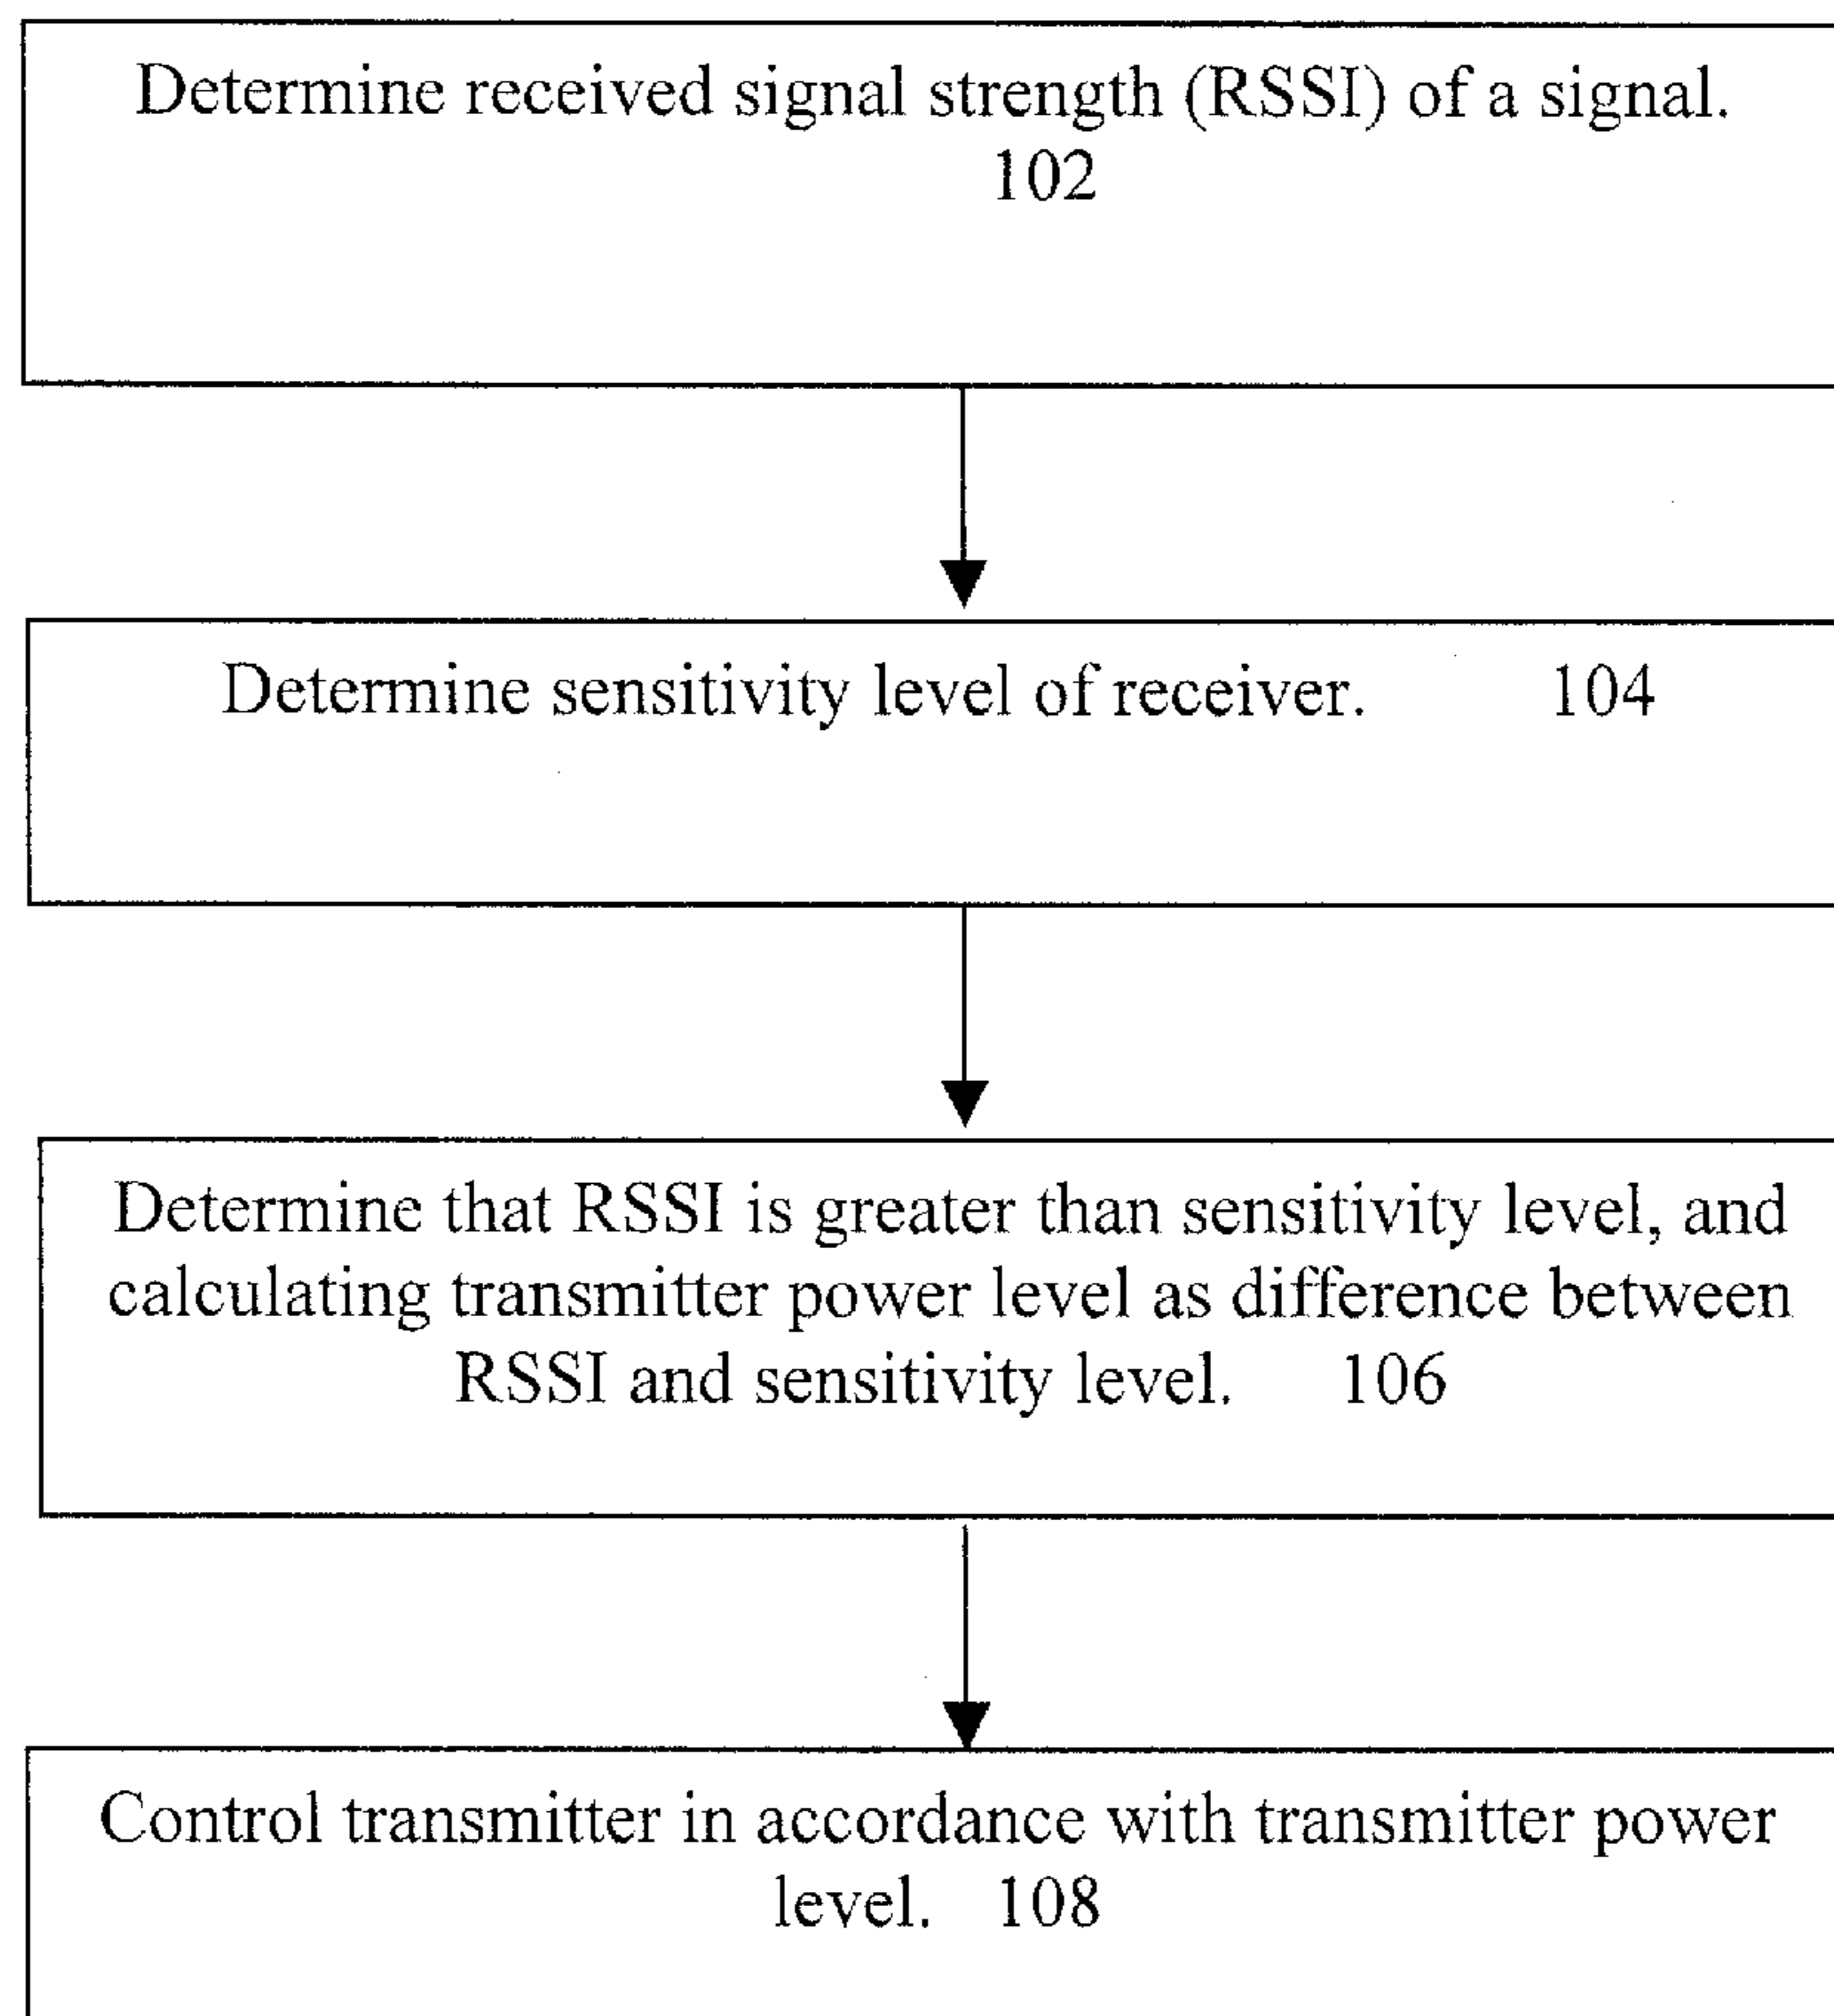 Determine received signal strength (RSSI) of a signal.
102
Determine sensitivity level of receiver. 104
Determine that RSSI is greater than sensitivity level, and
calculating transmitter power level as difference between
RSSI and sensitivity level. 106
Control transmitter in accordance with transmitter power
level. 108